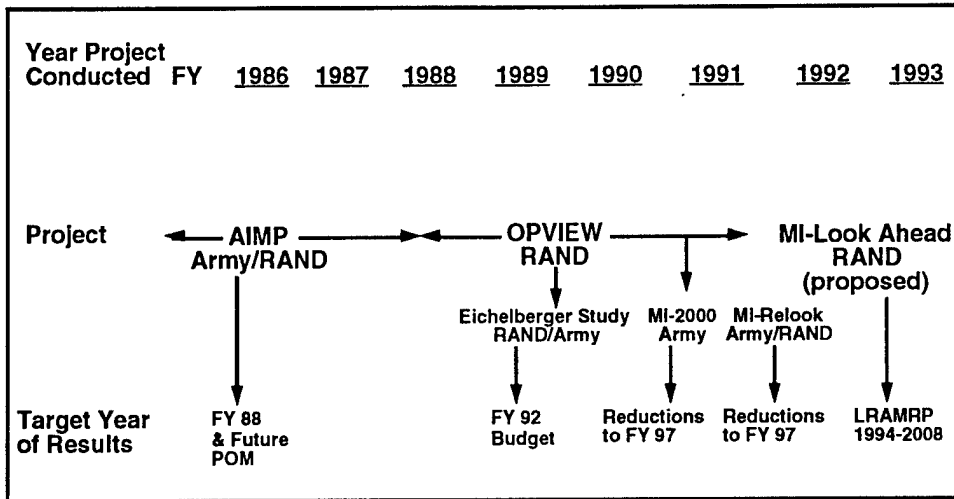 Year Project
Conducted FY 1986 1987 1988 1989 1990 1991 1992 1993
Project
AIMP
Army/RAND
OPVIEW
RAND
MI-Look Ahead
RAND
(proposed)
Eichelberger Study
RAND/Army
MI-2000
Army
MI-Relook
Army/RAND
Target Year
of Results
FY 88
& Future
POM
FY 92
Budget
Reductions
to FY 97
Reductions
to FY 97
LRAMRP
1994-2008